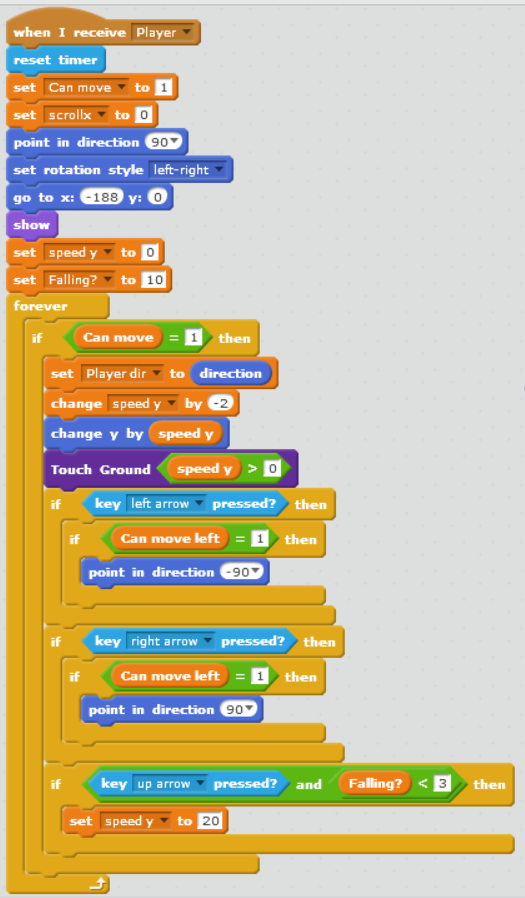 when I receive Player
reset timer
set Can move to 1
set scrollx to 0
point in direction 90
set rotation style left-right
go to x: -188 y: 0
show
set speed y to 0
set Falling? to 10
forever
if Can move = 1 then
set Player dir to direction
change speed y by -2
change y by speed y
Touch Ground speed y > 0
if key left arrow pressed? then
if Can move left = 1 then
point in direction -90
if key right arrow pressed? then
if Can move left = 1 then
point in direction 90
if key up arrow pressed? and Falling? < 3 then
set speed y to 20